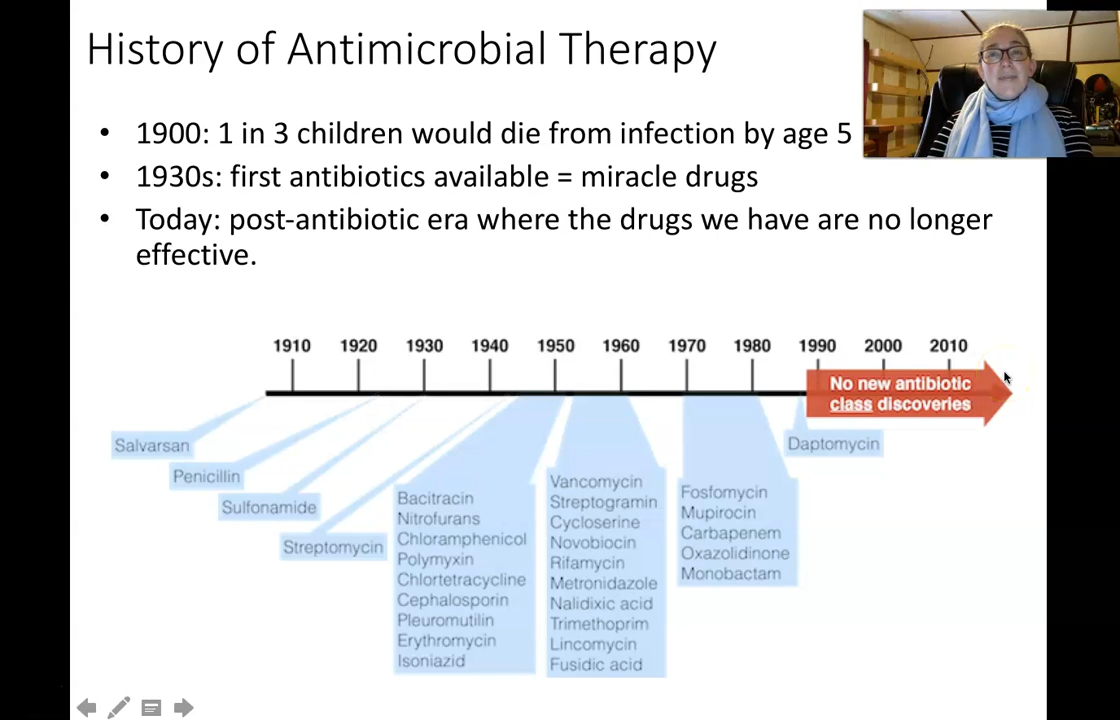 History of Antimicrobial Therapy
• 1900: 1 in 3 children would die from infection by age 5
• 1930s: first antibiotics available = miracle drugs
• Today: post-antibiotic era where the drugs we have are no longer
effective.
1910 1920 1930 1940 1950 1960 1970 1980 1990 2000 2010
No new antibiotic
class discoveries
Salvarsan
Penicillin
Sulfonamide
Streptomycin
Bacitracin
Nitrofurans
Chloramphenicol
Polymyxin
Chlortetracycline
Cephalosporin
Pleuromutilin
Erythromycin
Isoniazid
Vancomycin
Streptogramin
Cycloserine
Novobiocin
Rifamycin
Metronidazole
Nalidixic acid
Trimethoprim
Lincomycin
Fusidic acid
Fosfomycin
Mupirocin
Carbapenem
Oxazolidinone
Monobactam
Daptomycin